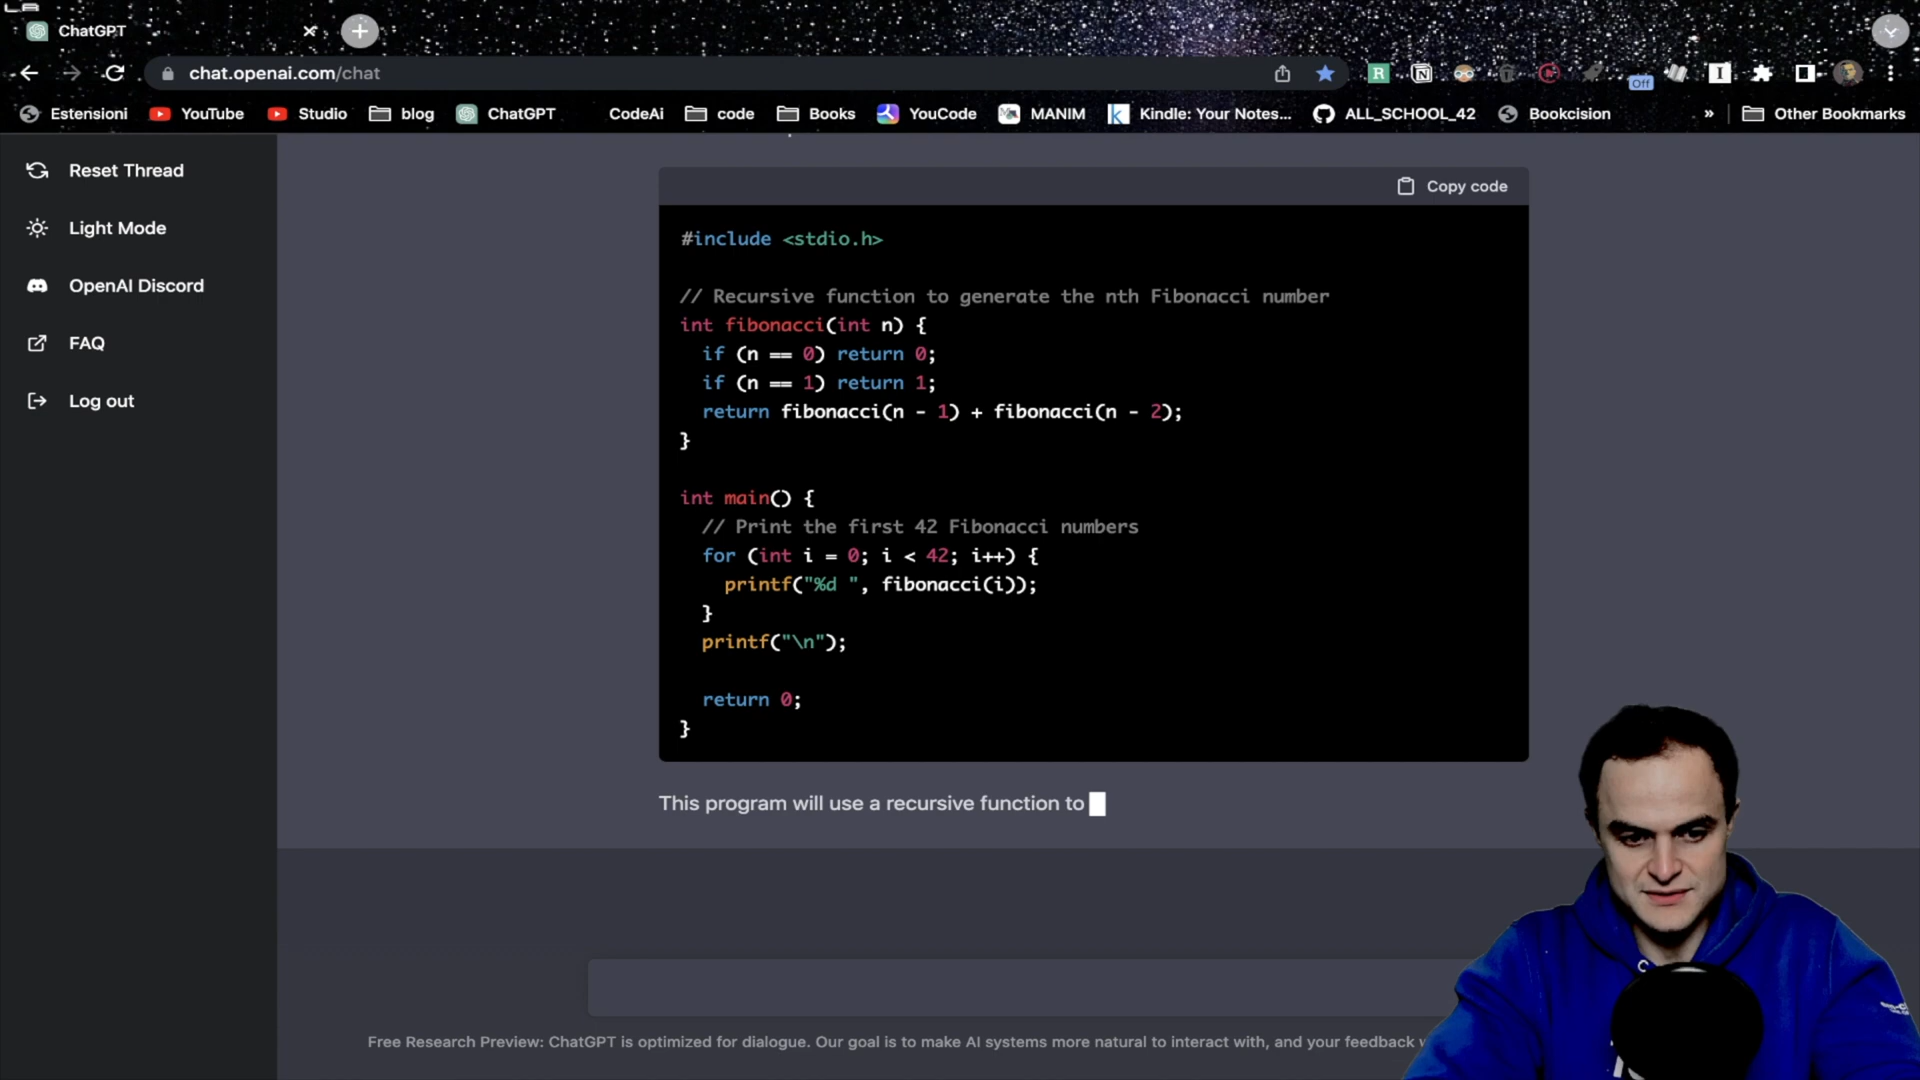 ChatGPT
chat.openai.com/chat
Off
Estensioni YouTube Studio blog ChatGPT CodeAi code Books YouCode MANIM Kindle: Your Notes... ALL_SCHOOL_42 Bookcision » Other Bookmarks
Reset Thread
Light Mode
OpenAI Discord
FAQ
Log out
Copy code
#include <stdio.h>
// Recursive function to generate the nth Fibonacci number
int fibonacci(int n) {
if (n == 0) return 0;
if (n == 1) return 1;
return fibonacci(n - 1) + fibonacci(n - 2);
}
int main() {
// Print the first 42 Fibonacci numbers
for (int i = 0; i < 42; i++) {
printf("%d ", fibonacci(i));
}
printf("\n");
return 0;
}
This program will use a recursive function to
Free Research Preview: ChatGPT is optimized for dialogue. Our goal is to make AI systems more natural to interact with, and your feedback